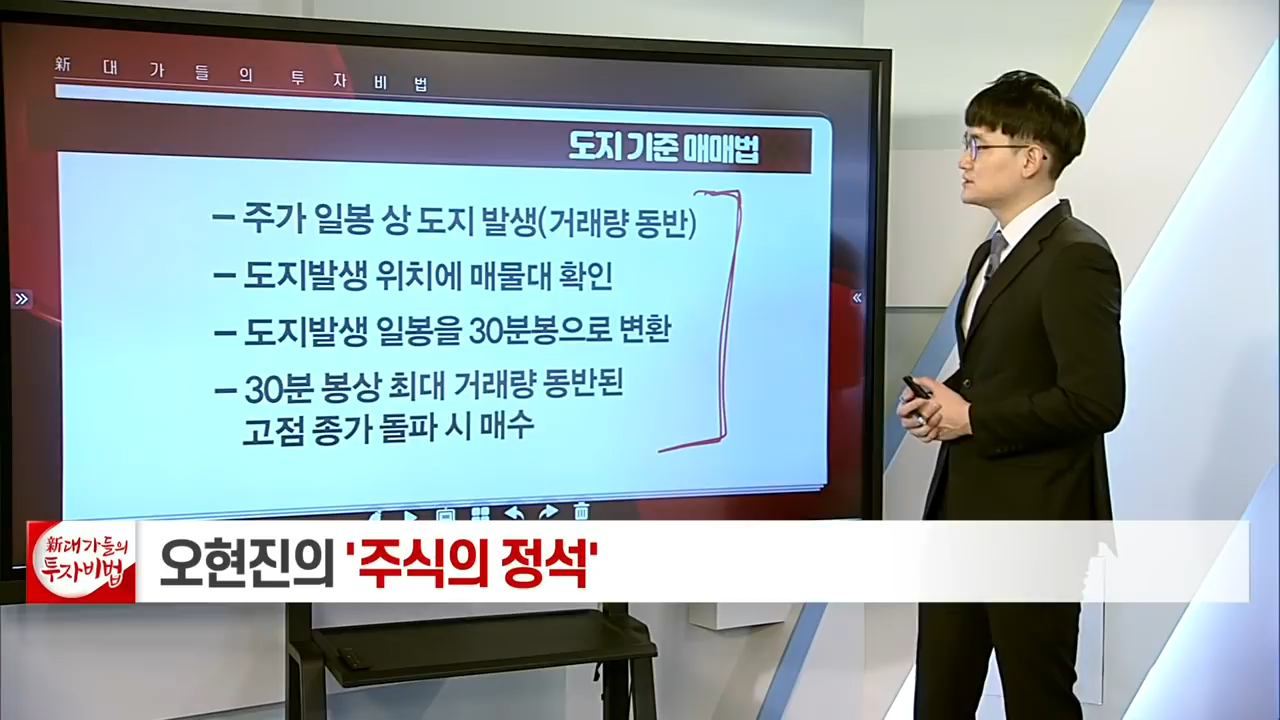 新 대 가 들 의 투 자 비 법
도지 기준 매매법
– 주가 일봉 상 도지 발생(거래량 동반)
– 도지발생 위치에 매물대 확인
– 도지발생 일봉을 30분봉으로 변환
– 30분 봉상 최대 거래량 동반된
고점 종가 돌파 시 매수
新대가들의
투자비법
오현진의 '주식의 정석'